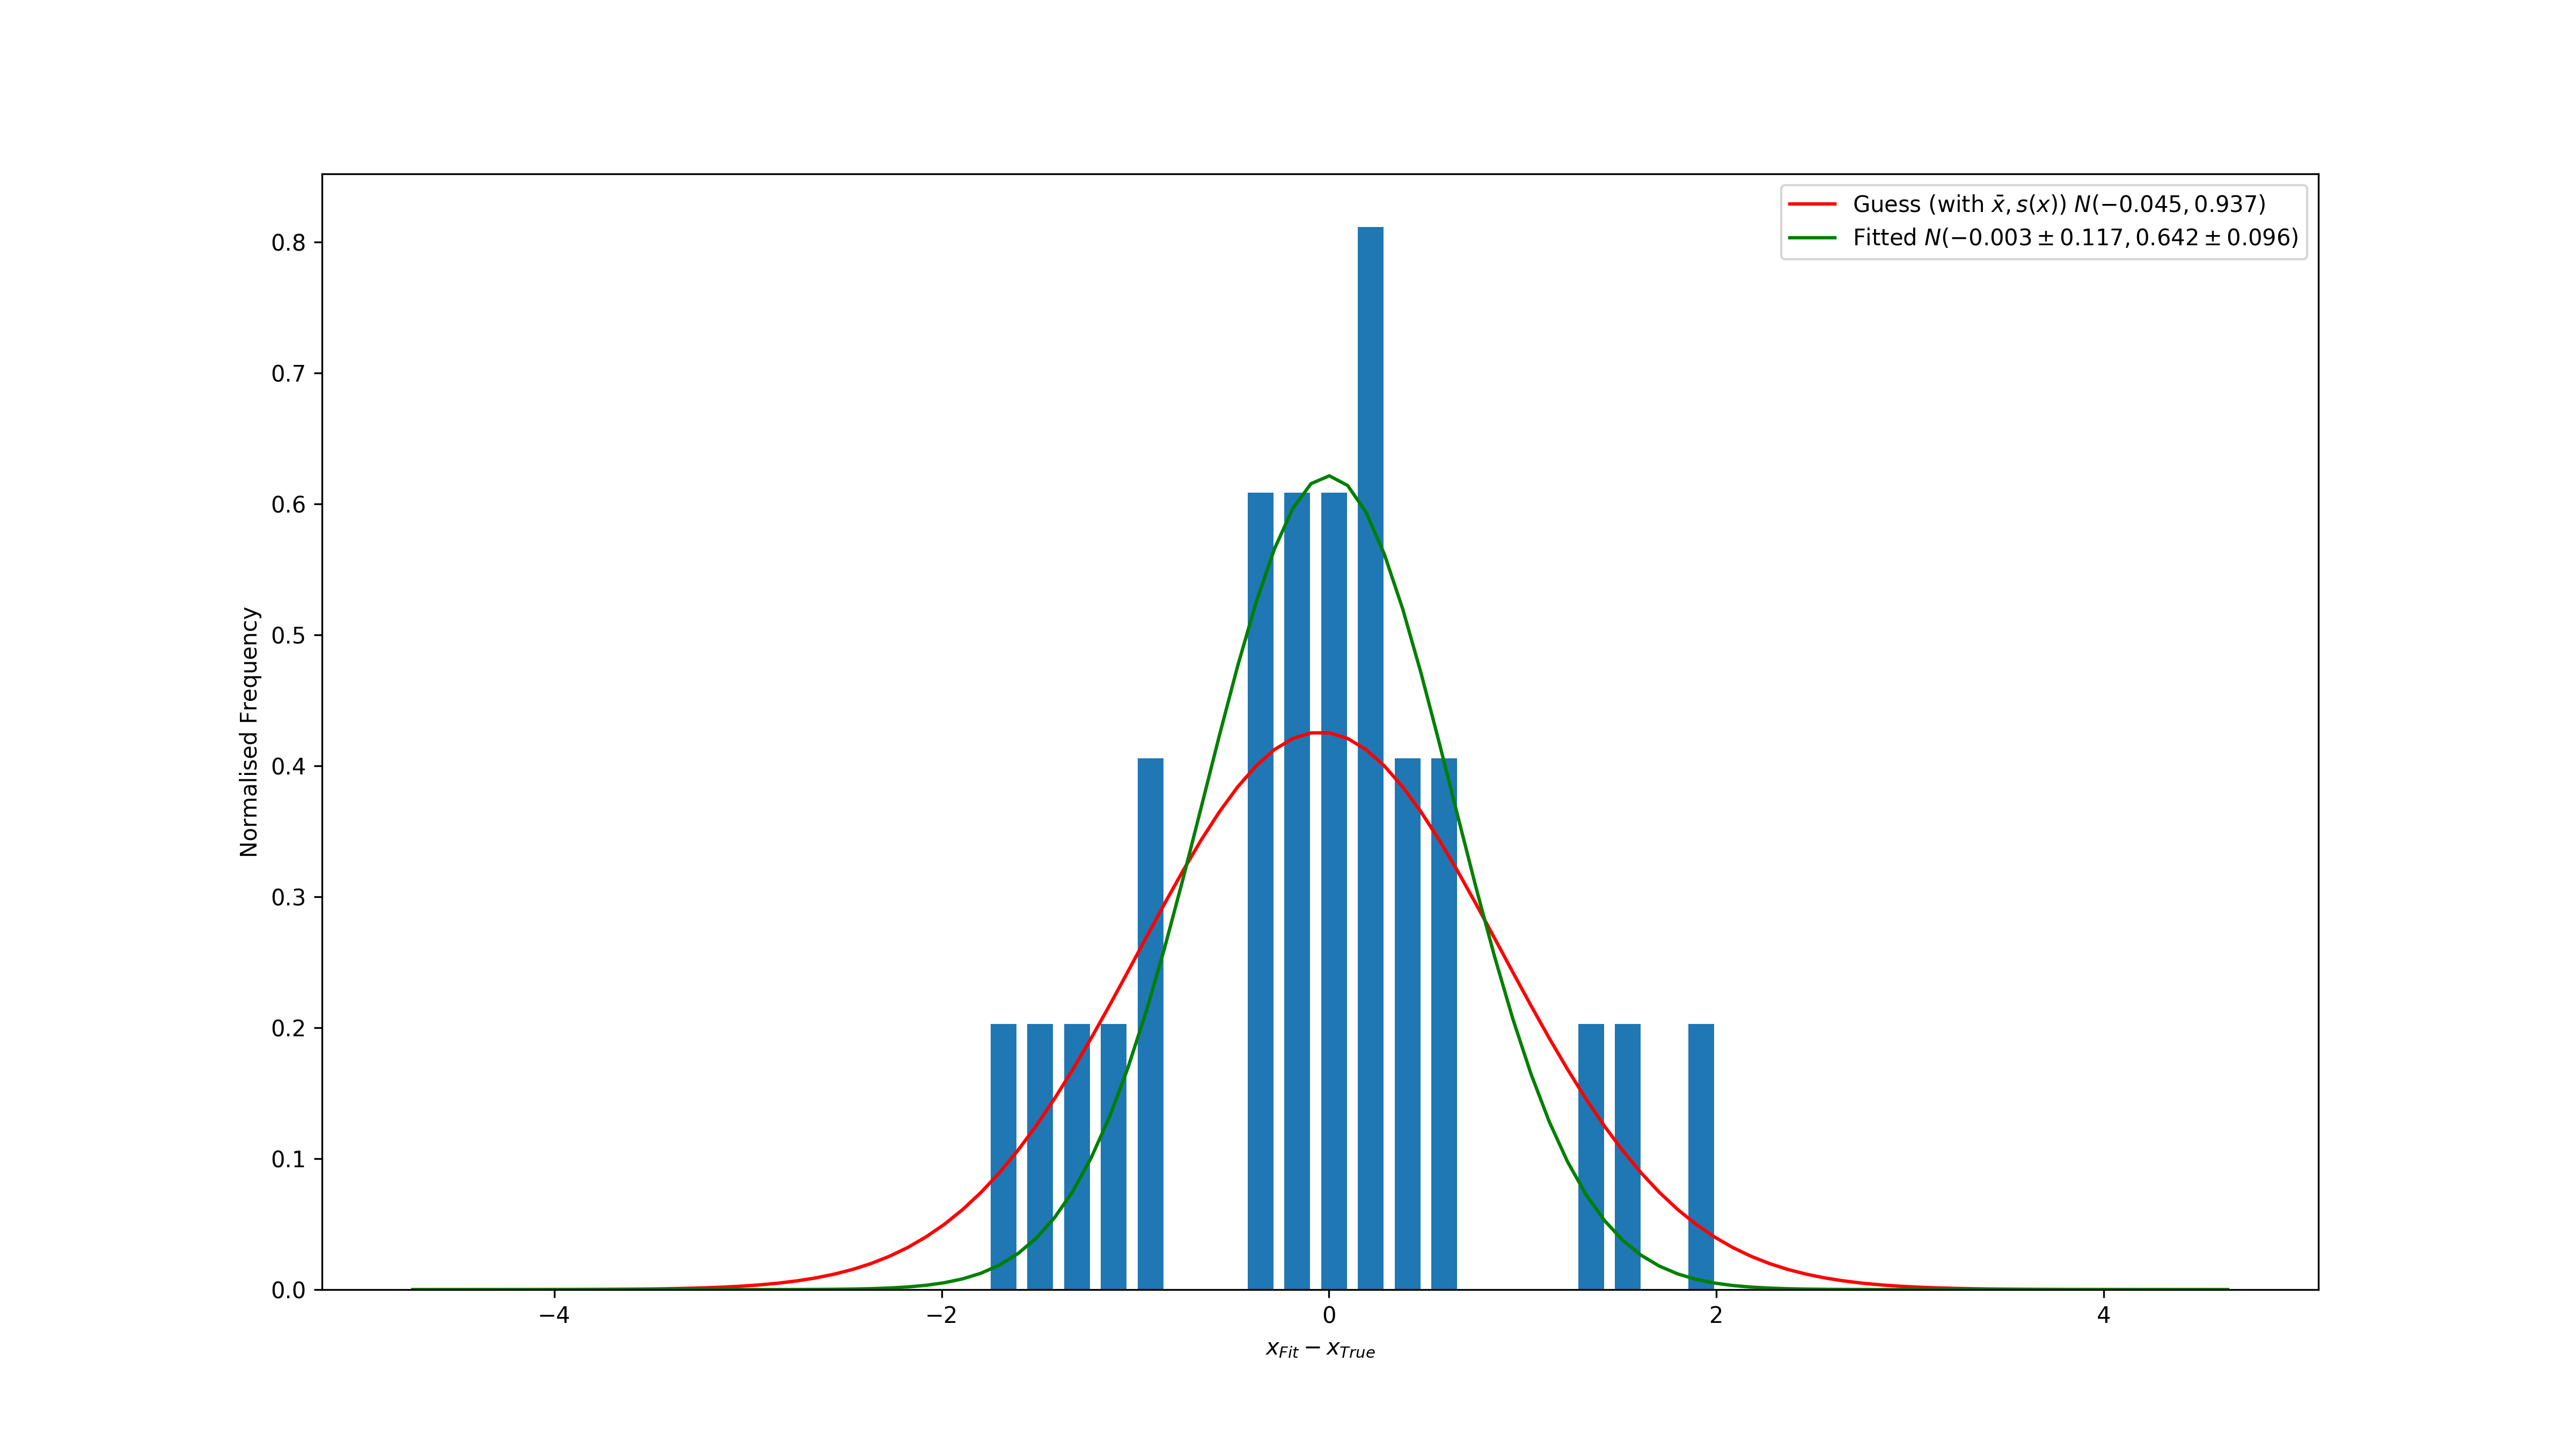 Guess (with x̄, s(x)) N(−0.045, 0.937)
Fitted N(−0.003 ± 0.117, 0.642 ± 0.096)
Normalised Frequency
0.8
0.7
0.6
0.5
0.4
0.3
0.2
0.1
0.0
−4 −2 0 2 4
x_Fit − x_True